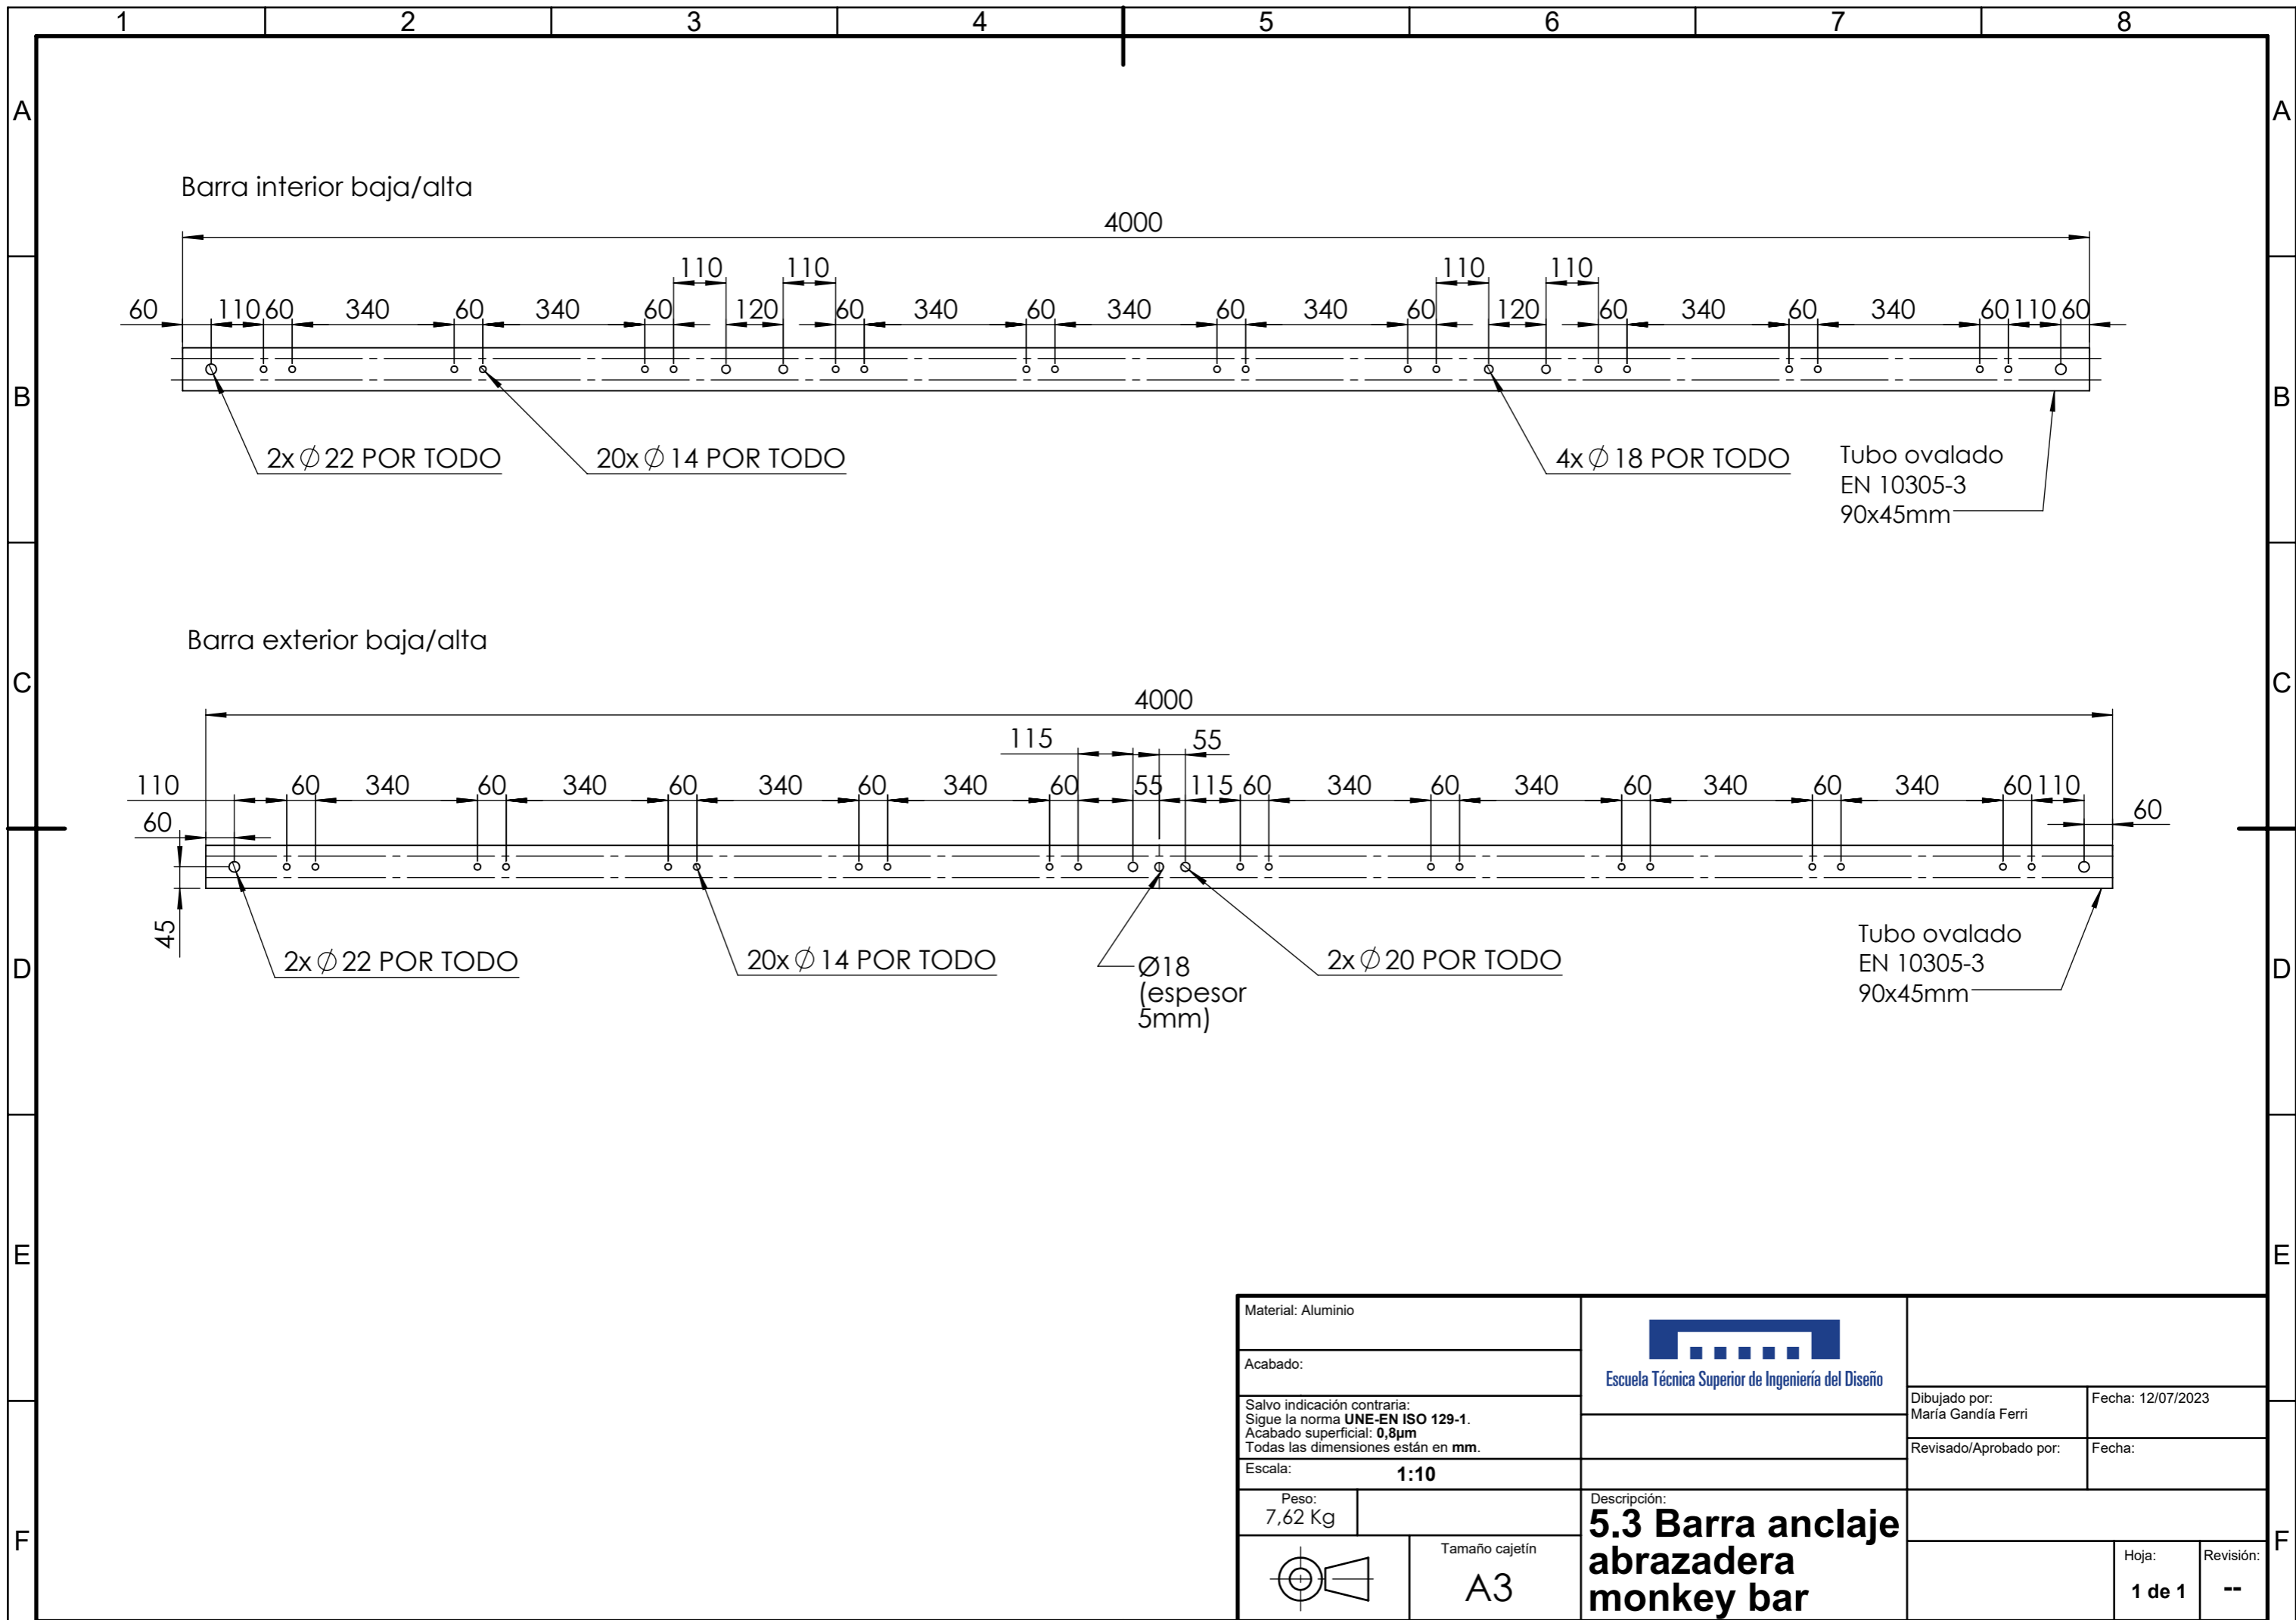 1 2 3 4 5 6 7 8
A A
Barra interior baja/alta
4000
110 110 110 110
60 110 60 340 60 340 60 120 60 340 60 340 60 340 60 120 60 340 60 340 60 110 60
B B
2x Ø 22 POR TODO 20x Ø 14 POR TODO 4x Ø 18 POR TODO
Tubo ovalado
EN 10305-3
90x45mm
Barra exterior baja/alta
C C
4000
115 55
110 60 340 60 340 60 340 60 340 60 55 115 60 340 60 340 60 340 60 340 60 110
60 60
45
2x Ø 22 POR TODO 20x Ø 14 POR TODO
Ø18
(espesor
5mm)
2x Ø 20 POR TODO
Tubo ovalado
EN 10305-3
90x45mm
D D
E E
Material: Aluminio
Acabado:
Salvo indicación contraria:
Sigue la norma UNE-EN ISO 129-1.
Acabado superficial: 0,8µm
Todas las dimensiones están en mm.
Escala: 1:10
Peso:
7,62 Kg
Tamaño cajetín
A3
Escuela Técnica Superior de Ingeniería del Diseño
Descripción:
5.3 Barra anclaje
abrazadera
monkey bar
Dibujado por:
María Gandía Ferri
Fecha: 12/07/2023
Revisado/Aprobado por:
Fecha:
Hoja:
1 de 1
Revisión:
--
F F